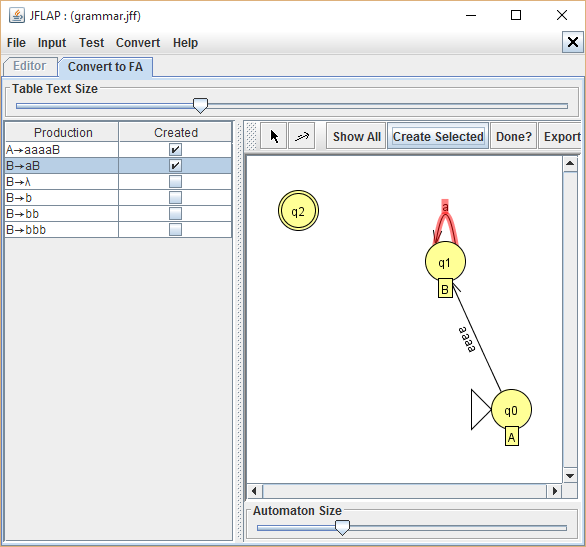 JFLAP : (grammar.jff)
File Input Test Convert Help
Editor Convert to FA
Table Text Size
Production Created
A→aaaaB
B→aB
B→λ
B→b
B→bb
B→bbb
Show All Create Selected Done? Export
q2
a
q1
B
aaaa
q0
A
Automaton Size